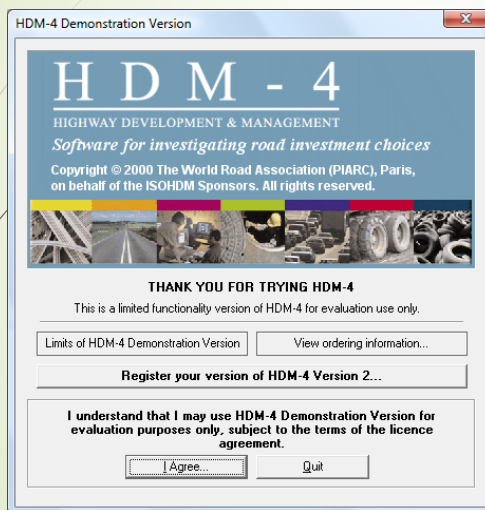 HDM-4 Demonstration Version
H D M - 4
HIGHWAY DEVELOPMENT & MANAGEMENT
Software for investigating road investment choices
Copyright © 2000 The World Road Association (PIARC), Paris,
on behalf of the ISOHDM Sponsors. All rights reserved.
THANK YOU FOR TRYING HDM-4
This is a limited functionality version of HDM-4 for evaluation use only.
Limits of HDM-4 Demonstration Version
View ordering information...
Register your version of HDM-4 Version 2...
I understand that I may use HDM-4 Demonstration Version for
evaluation purposes only, subject to the terms of the licence
agreement.
I Agree...
Quit